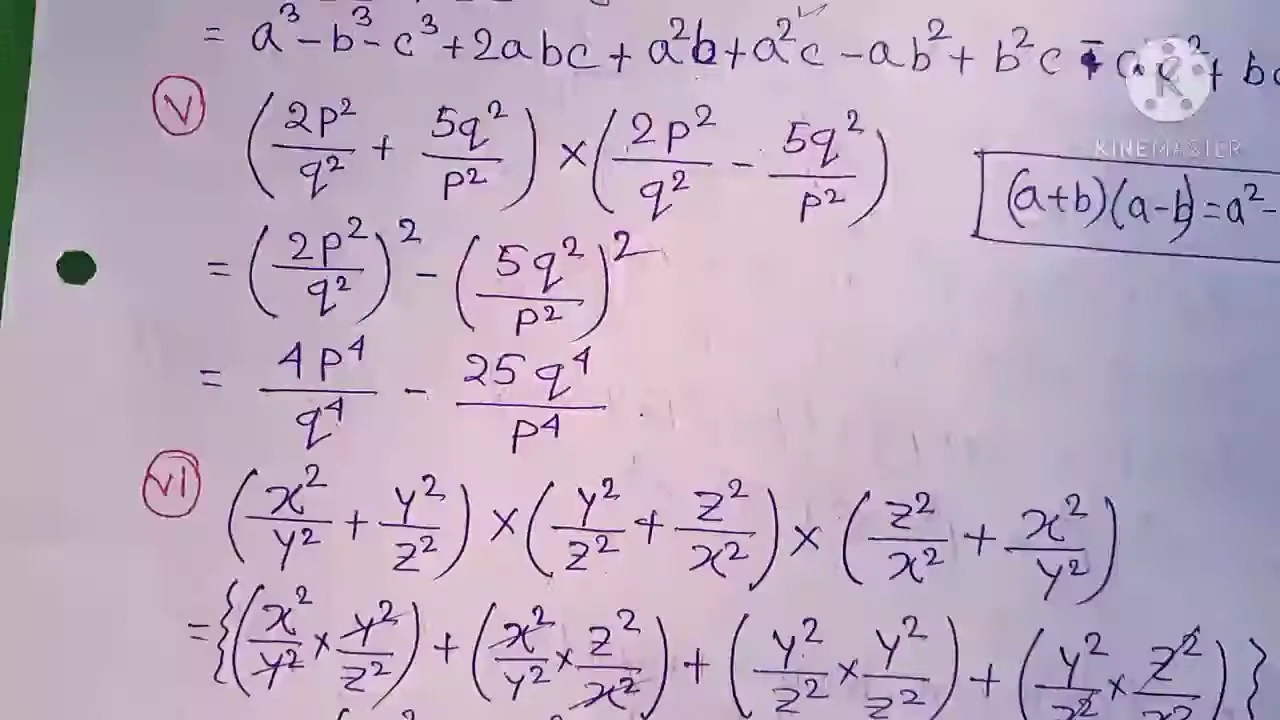 = a³ - b³ - c³ + 2abc + a²b + a²c - ab² + b²c
KINEMASTER
(v) (2p²/q² + 5q²/p²) × (2p²/q² - 5q²/p²)
(a+b)(a-b) = a² -
= (2p²/q²)² - (5q²/p²)²
= 4p⁴/q⁴ - 25q⁴/p⁴
(vi) (x²/y² + y²/z²) × (y²/z² + z²/x²) × (z²/x² + x²/y²)
= {(x²/y² × y²/z²) + (x²/y² × z²/x²) + (y²/z² × y²/z²) + (y²/z² × z²/x²)}